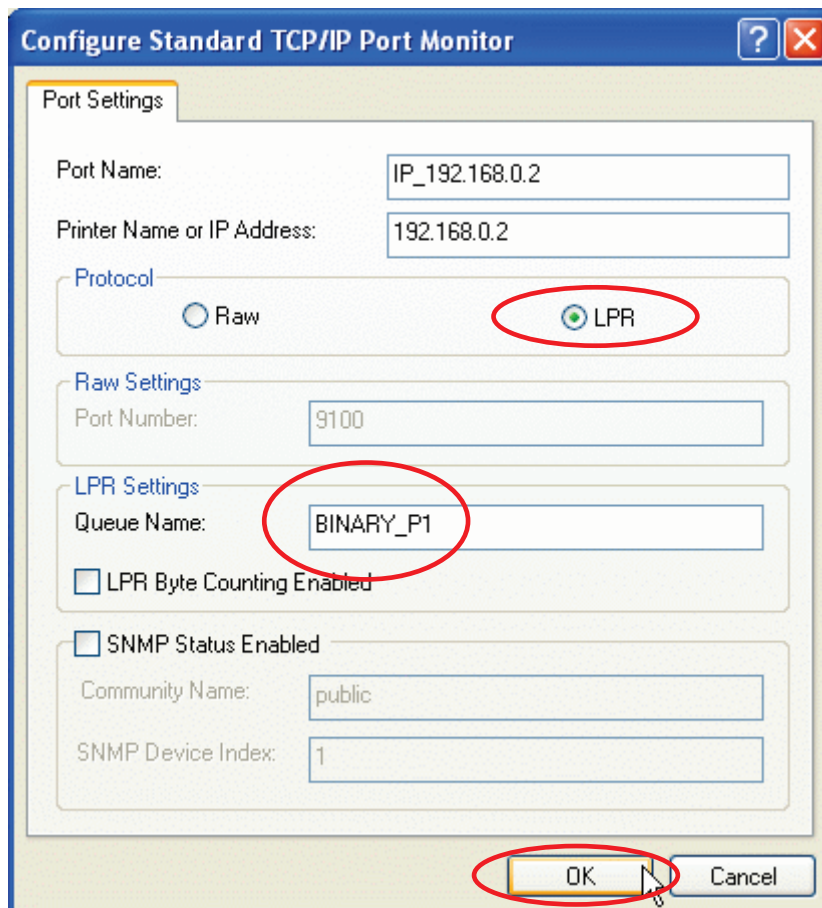 Configure Standard TCP/IP Port Monitor
Port Settings
Port Name: IP_192.168.0.2
Printer Name or IP Address: 192.168.0.2
Protocol
Raw LPR
Raw Settings
Port Number: 9100
LPR Settings
Queue Name: BINARY_P1
LPR Byte Counting Enabled
SNMP Status Enabled
Community Name: public
SNMP Device Index: 1
OK Cancel